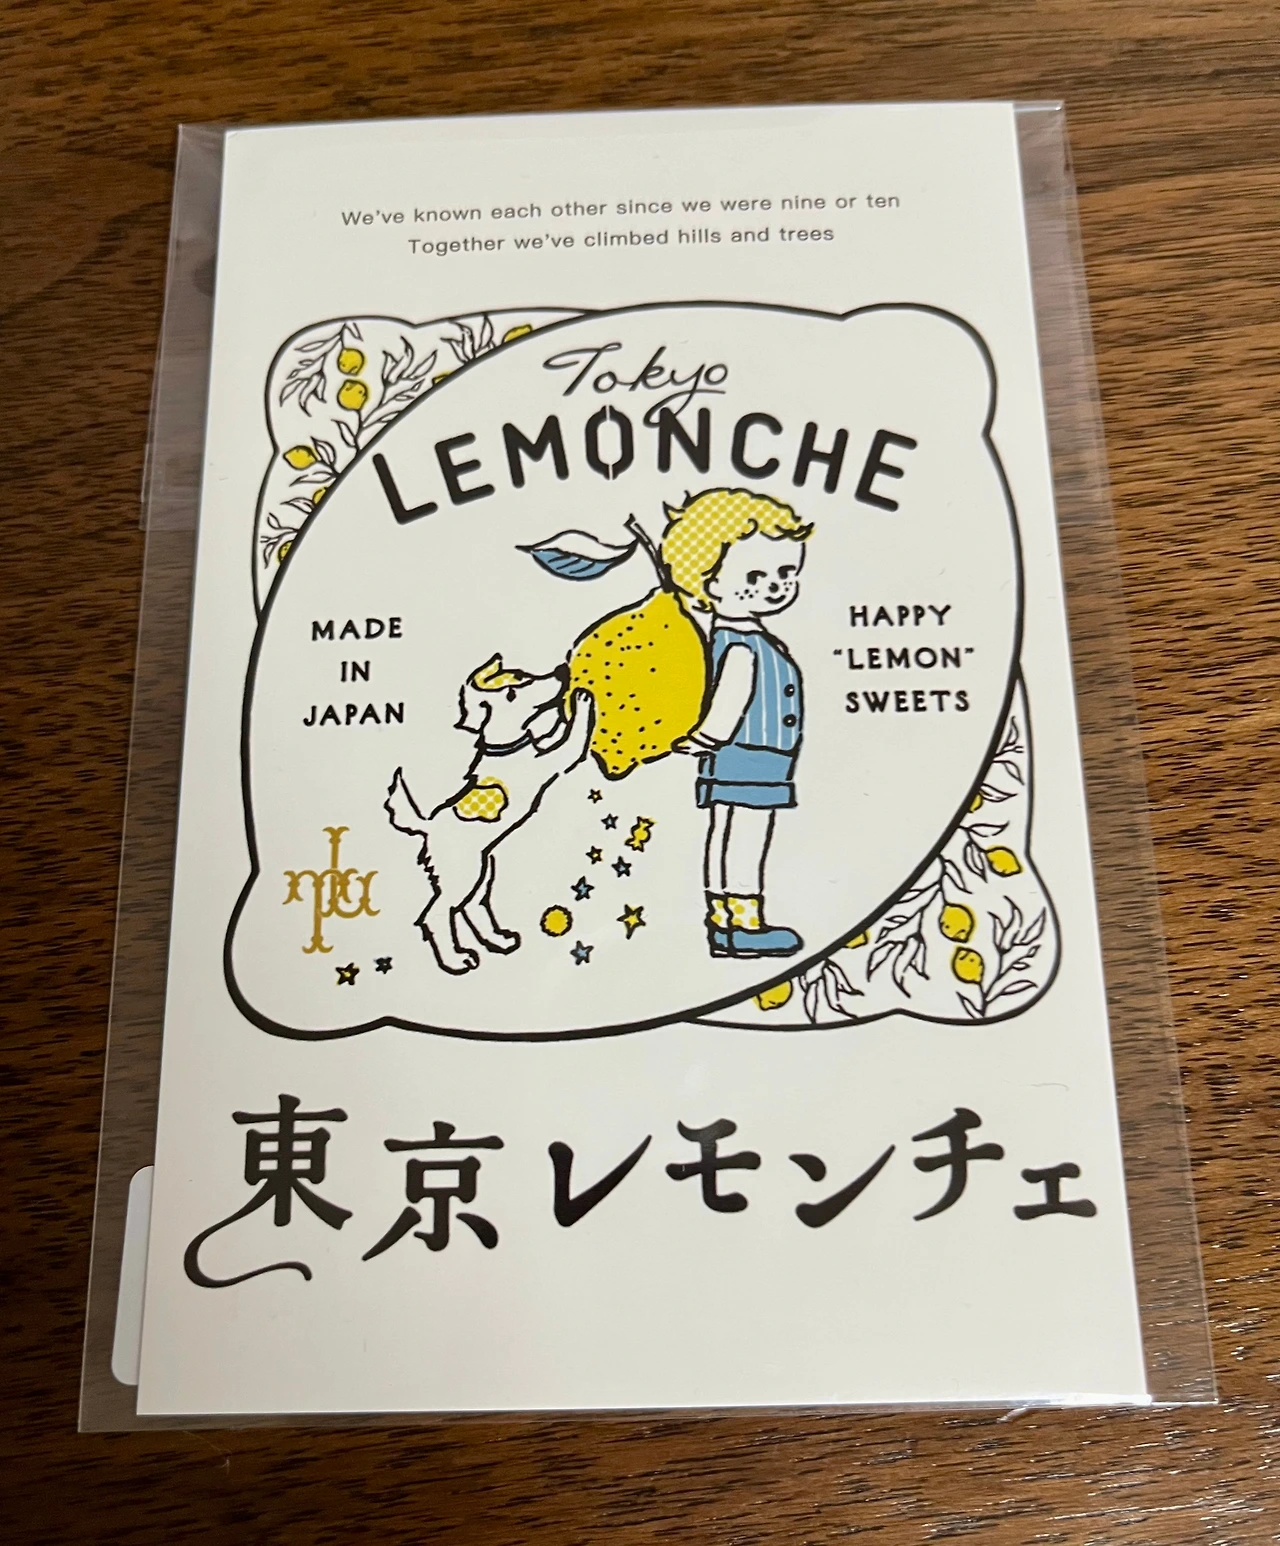 We've known each other since we were nine or ten
Together we've climbed hills and trees
Tokyo
LEMONCHE
MADE
IN
JAPAN
HAPPY
"LEMON"
SWEETS
東京レモンチェ